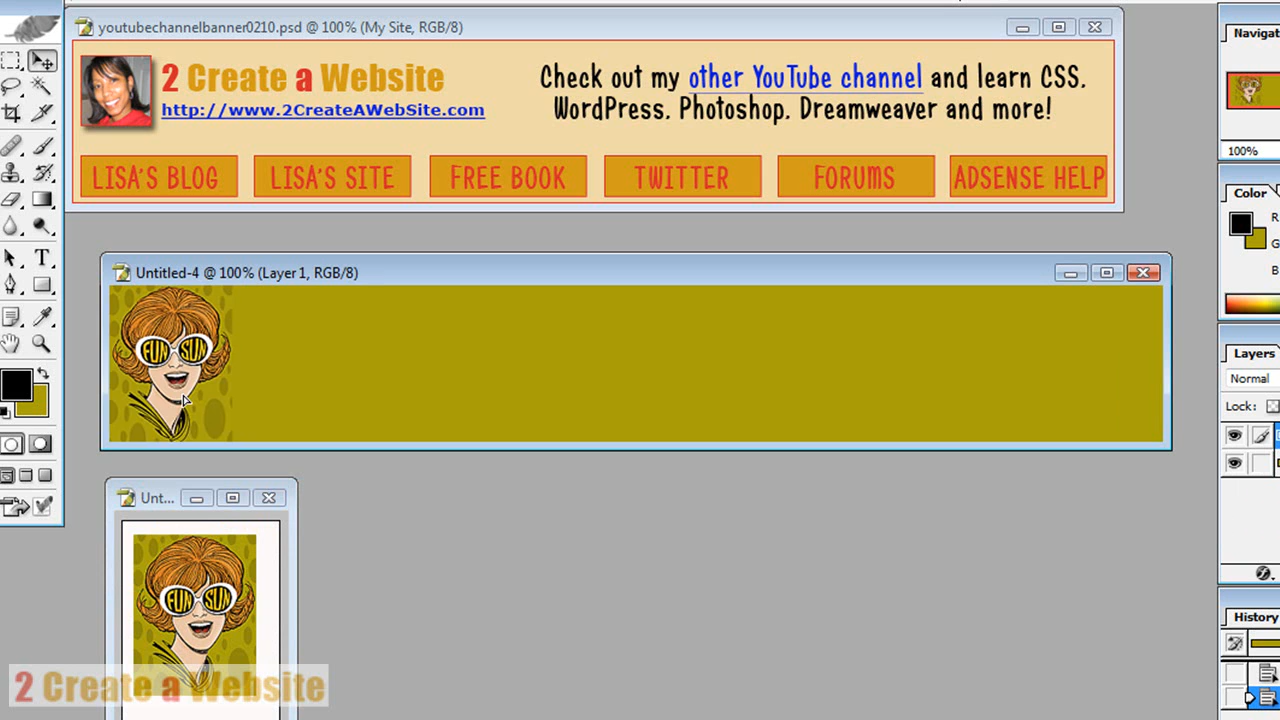 youtubechannelbanner0210.psd @ 100% (My Site, RGB/8)
2 Create a Website
http://www.2CreateAWebSite.com
Check out my other YouTube channel and learn CSS,
WordPress, Photoshop, Dreamweaver and more!
LISA'S BLOG
LISA'S SITE
FREE BOOK
TWITTER
FORUMS
ADSENSE HELP
Untitled-4 @ 100% (Layer 1, RGB/8)
FUN SUN
Unt...
FUN SUN
2 Create a Website
Navigat
100%
Color
R
G
B
Layers
Normal
Lock:
History
T